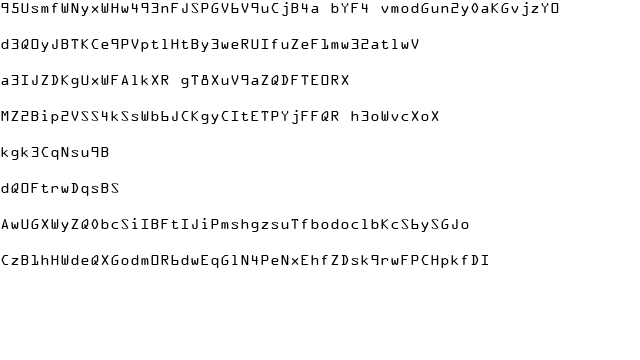 95UsmfWNyxWHw493nFJSPGV6V9uCjB4a bYF4 vmodGun2y0aKGvjzYO
d3QOyJBTKCe9PVptlHtBy3weRUIfuZeF1mw32atlwV
a3IJZDKgUxWFAlkXR gT8XuV9aZQDFTEORX
MZ2Bip2VSS4kSsWb6JCKgyCItETPYjFFQR h3oWvcXoX
kgk3CqNsu9B
dQOFtrwDqsBS
AwUGXWyZQ0bcSiIBFtIJiPmshgzsuTfbodoclbKcS6ySGJo
CzB1hHWdeQXGodmOR6dwEqGlN4PeNxEhfZDsk9rwFPCHpkfDI